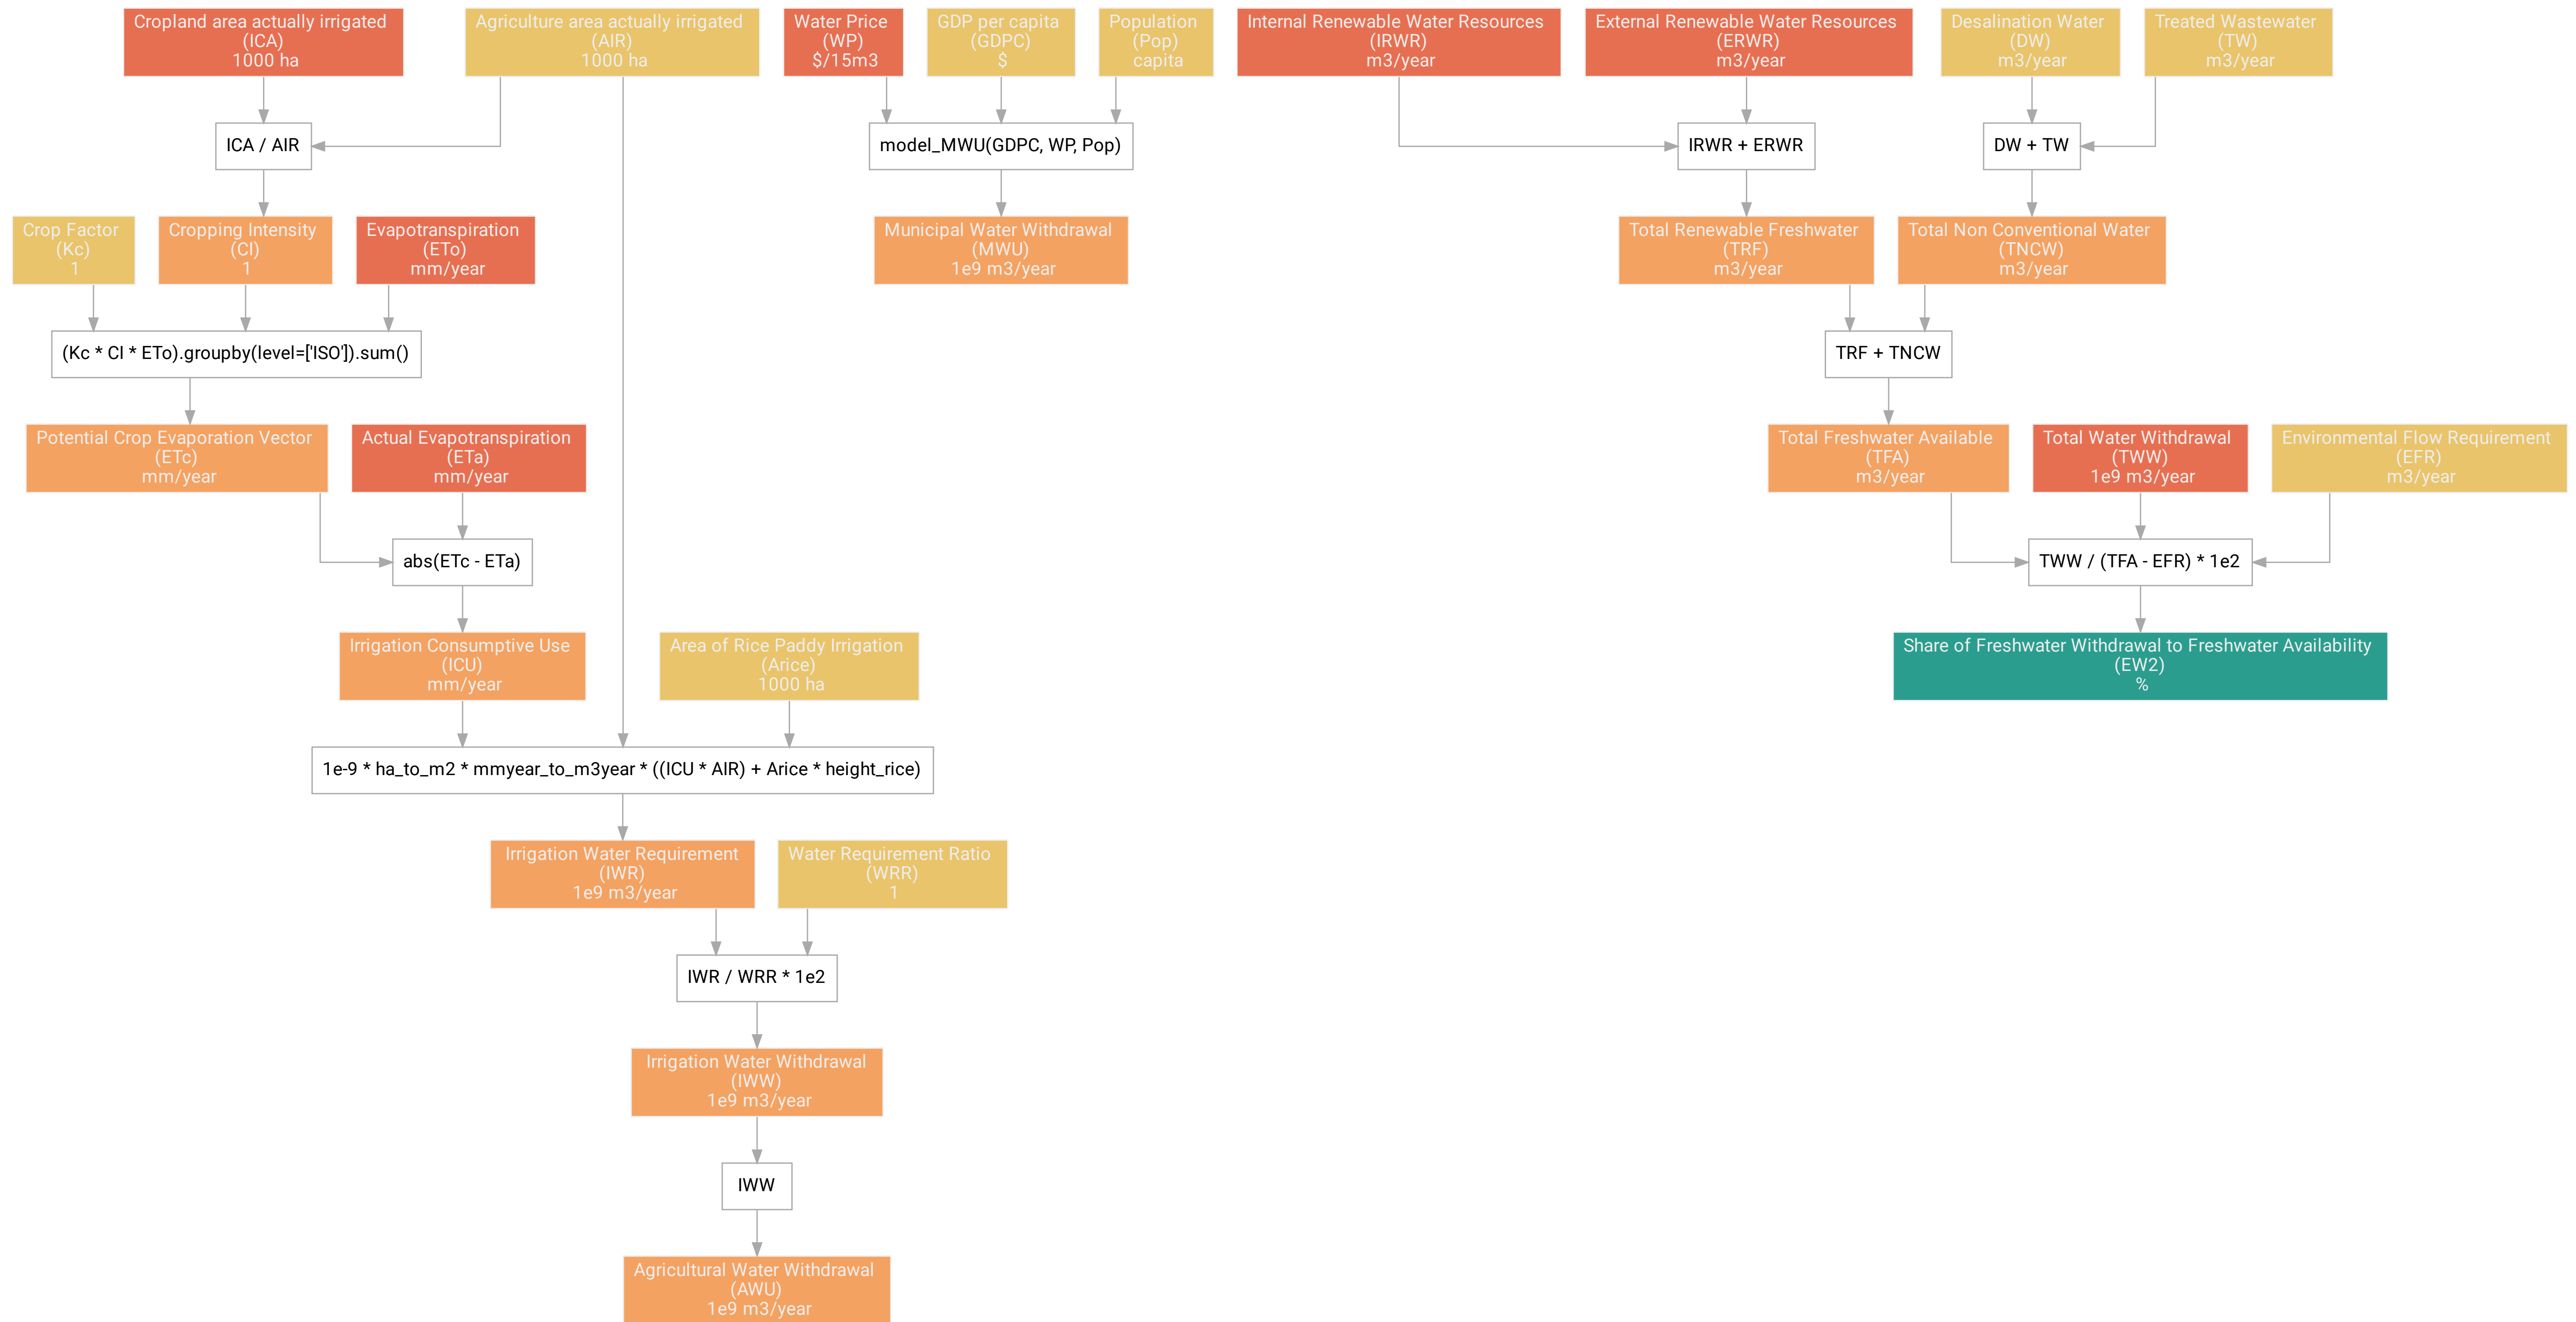 Cropland area actually irrigated
(ICA)
1000 ha
Agriculture area actually irrigated
(AIR)
1000 ha
Water Price
(WP)
$/15m3
GDP per capita
(GDPC)
$
Population
(Pop)
capita
Internal Renewable Water Resources
(IRWR)
m3/year
External Renewable Water Resources
(ERWR)
m3/year
Desalination Water
(DW)
m3/year
Treated Wastewater
(TW)
m3/year
ICA / AIR
model_MWU(GDPC, WP, Pop)
IRWR + ERWR
DW + TW
Crop Factor
(Kc)
1
Cropping Intensity
(CI)
1
Evapotranspiration
(ETo)
mm/year
Municipal Water Withdrawal
(MWU)
1e9 m3/year
Total Renewable Freshwater
(TRF)
m3/year
Total Non Conventional Water
(TNCW)
m3/year
(Kc * CI * ETo).groupby(level=['ISO']).sum()
TRF + TNCW
Potential Crop Evaporation Vector
(ETc)
mm/year
Actual Evapotranspiration
(ETa)
mm/year
Total Freshwater Available
(TFA)
m3/year
Total Water Withdrawal
(TWW)
1e9 m3/year
Environmental Flow Requirement
(EFR)
m3/year
abs(ETc - ETa)
TWW / (TFA - EFR) * 1e2
Irrigation Consumptive Use
(ICU)
mm/year
Area of Rice Paddy Irrigation
(Arice)
1000 ha
Share of Freshwater Withdrawal to Freshwater Availability
(EW2)
%
1e-9 * ha_to_m2 * mmyear_to_m3year * ((ICU * AIR) + Arice * height_rice)
Irrigation Water Requirement
(IWR)
1e9 m3/year
Water Requirement Ratio
(WRR)
1
IWR / WRR * 1e2
Irrigation Water Withdrawal
(IWW)
1e9 m3/year
IWW
Agricultural Water Withdrawal
(AWU)
1e9 m3/year